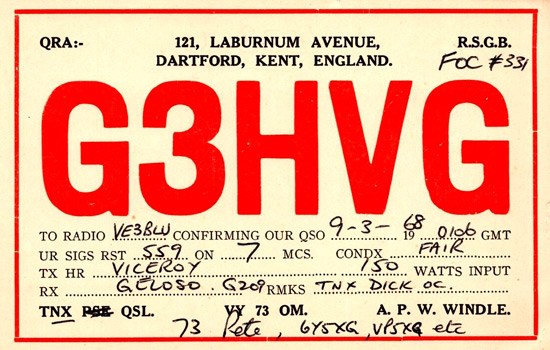 QRA:- 121, LABURNUM AVENUE, R.S.G.B.
DARTFORD, KENT, ENGLAND. FOC #331
G3HVG
TO RADIO VE3BLW CONFIRMING OUR QSO 9-3- 1968 0106 GMT
UR SIGS RST 559 ON 7 MCS. CONDX FAIR
TX HR VICEROY 150 WATTS INPUT
RX GELOSO. G209 RMKS TNX DICK OC.
TNX PSE QSL. VY 73 OM. A. P. W. WINDLE.
73 Pete, 6Y5XG, VP5XG etc